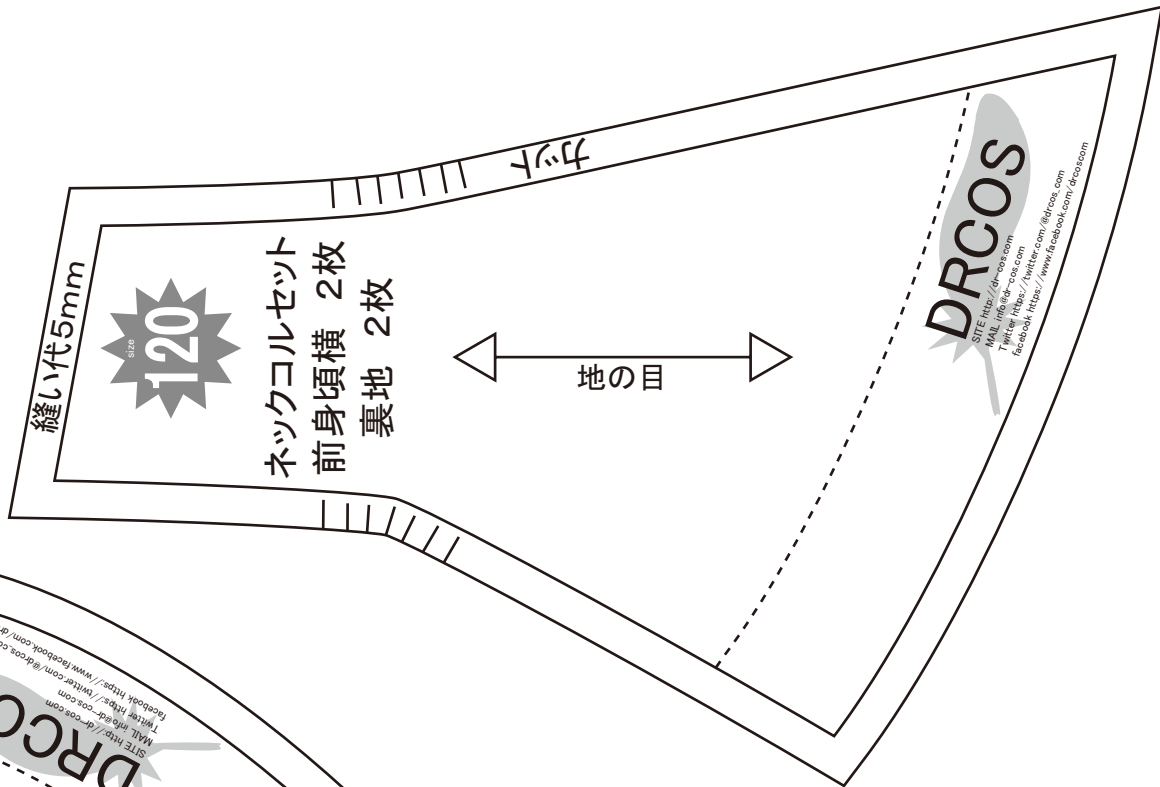 カット
縫い代5mm
size
120
ネックコルセット
前身頃横 2枚
裏地 2枚
地の目
DRCOS
SITE http://dr-cos.com
MAIL info@dr-cos.com
Twitter https://twitter.com/@drcos_com
facebook https://www.facebook.com/drcoscom
DRCO
SITE http://dr-cos.com
MAIL info@dr-cos.com
Twitter https://twitter.com/@drcos_co
facebook https://www.facebook.com/dr